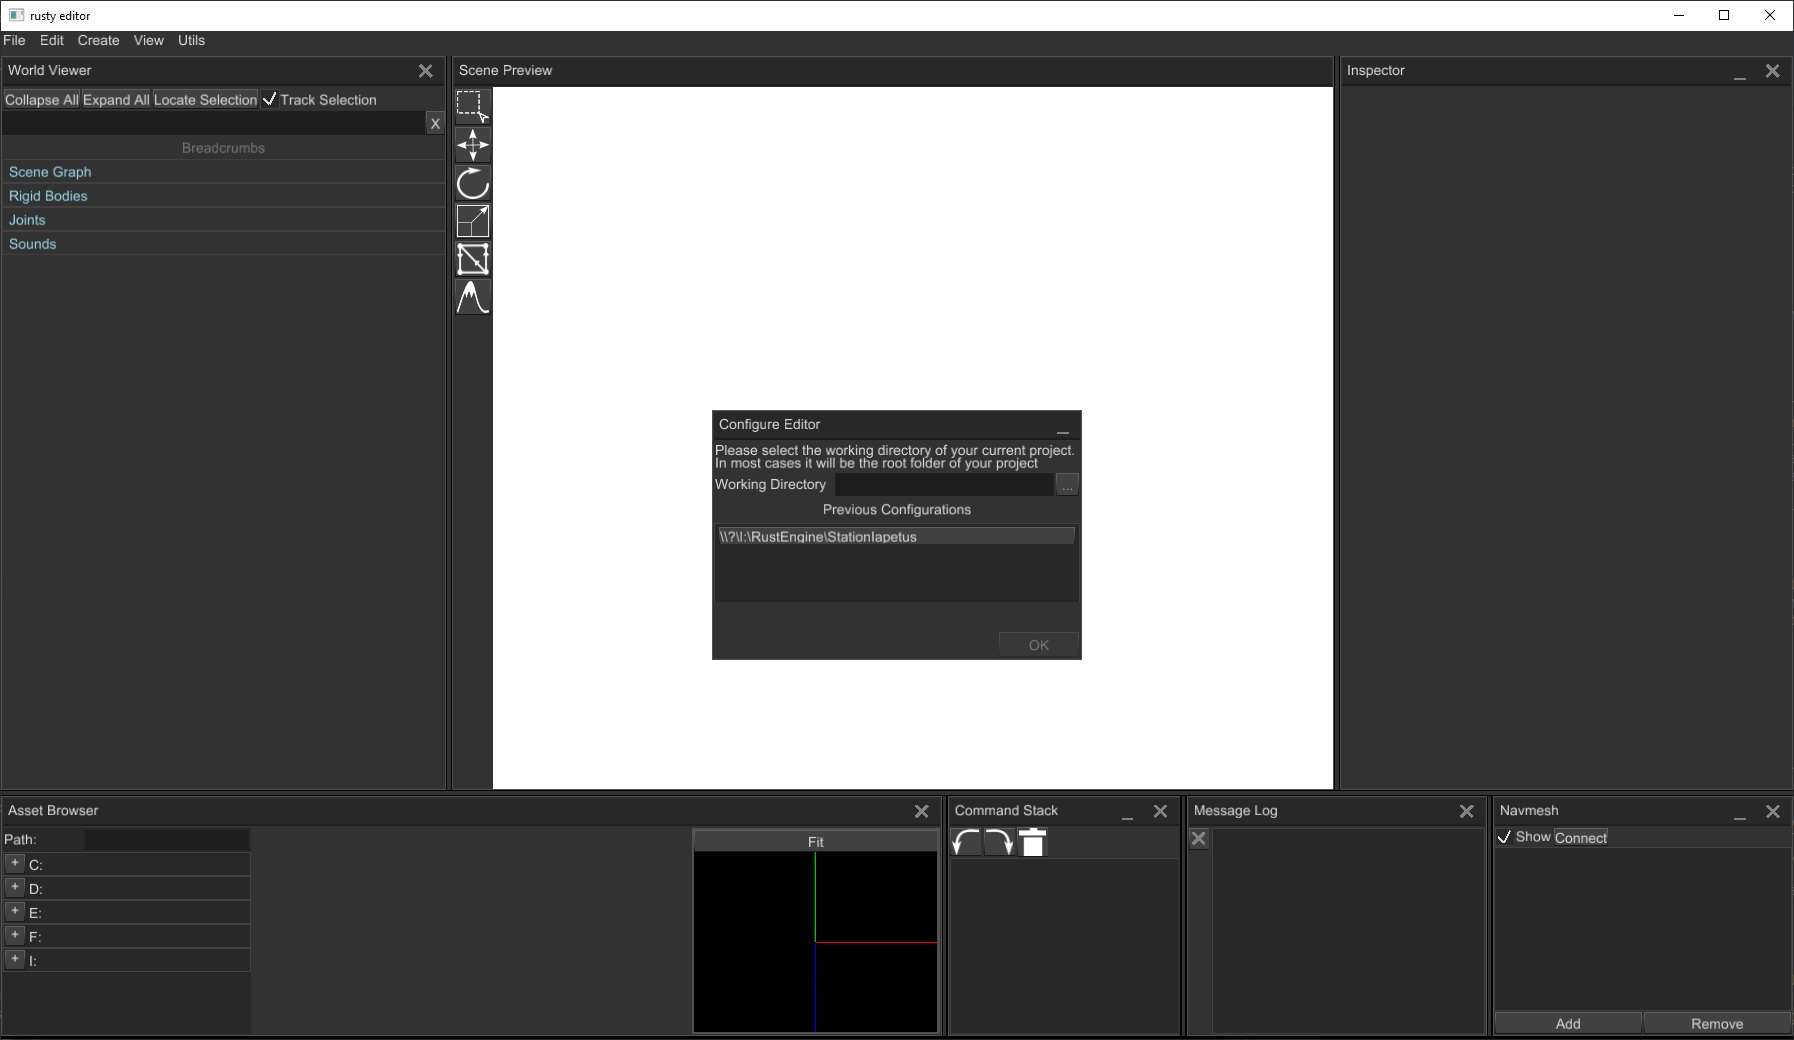 rusty editor
File Edit Create View Utils
World Viewer
Collapse All Expand All Locate Selection Track Selection
X
Breadcrumbs
Scene Graph
Rigid Bodies
Joints
Sounds
Scene Preview
Inspector
Configure Editor
Please select the working directory of your current project.
In most cases it will be the root folder of your project
Working Directory ...
Previous Configurations
\\?\I:\RustEngine\StationIapetus
OK
Asset Browser
Path:
+ C:
+ D:
+ E:
+ F:
+ I:
Fit
Command Stack
Message Log
Navmesh
Show Connect
Add Remove